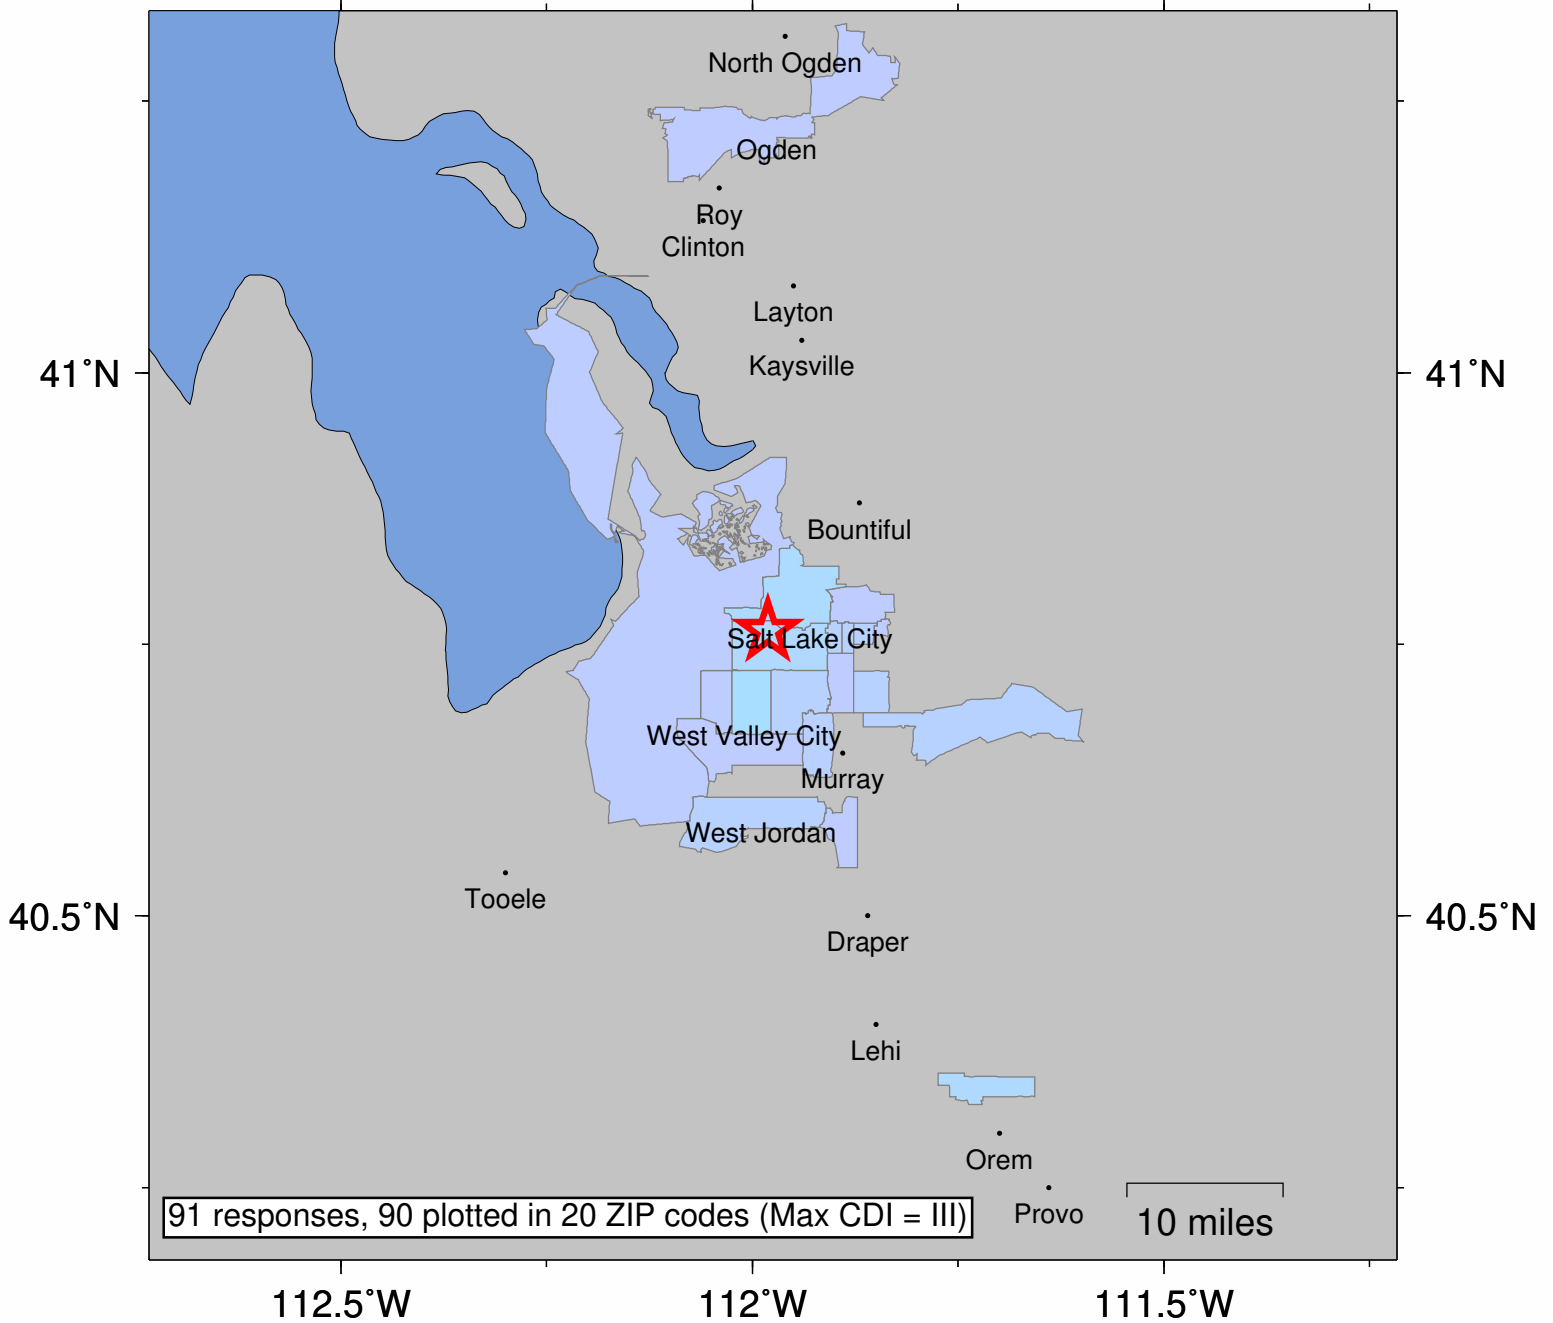 North Ogden
Ogden
Roy
Clinton
Layton
Kaysville
41˚N
41˚N
Bountiful
Salt Lake City
West Valley City
Murray
West Jordan
Tooele
40.5˚N
40.5˚N
Draper
Lehi
Orem
Provo
91 responses, 90 plotted in 20 ZIP codes (Max CDI = III)
10 miles
112.5˚W
112˚W
111.5˚W